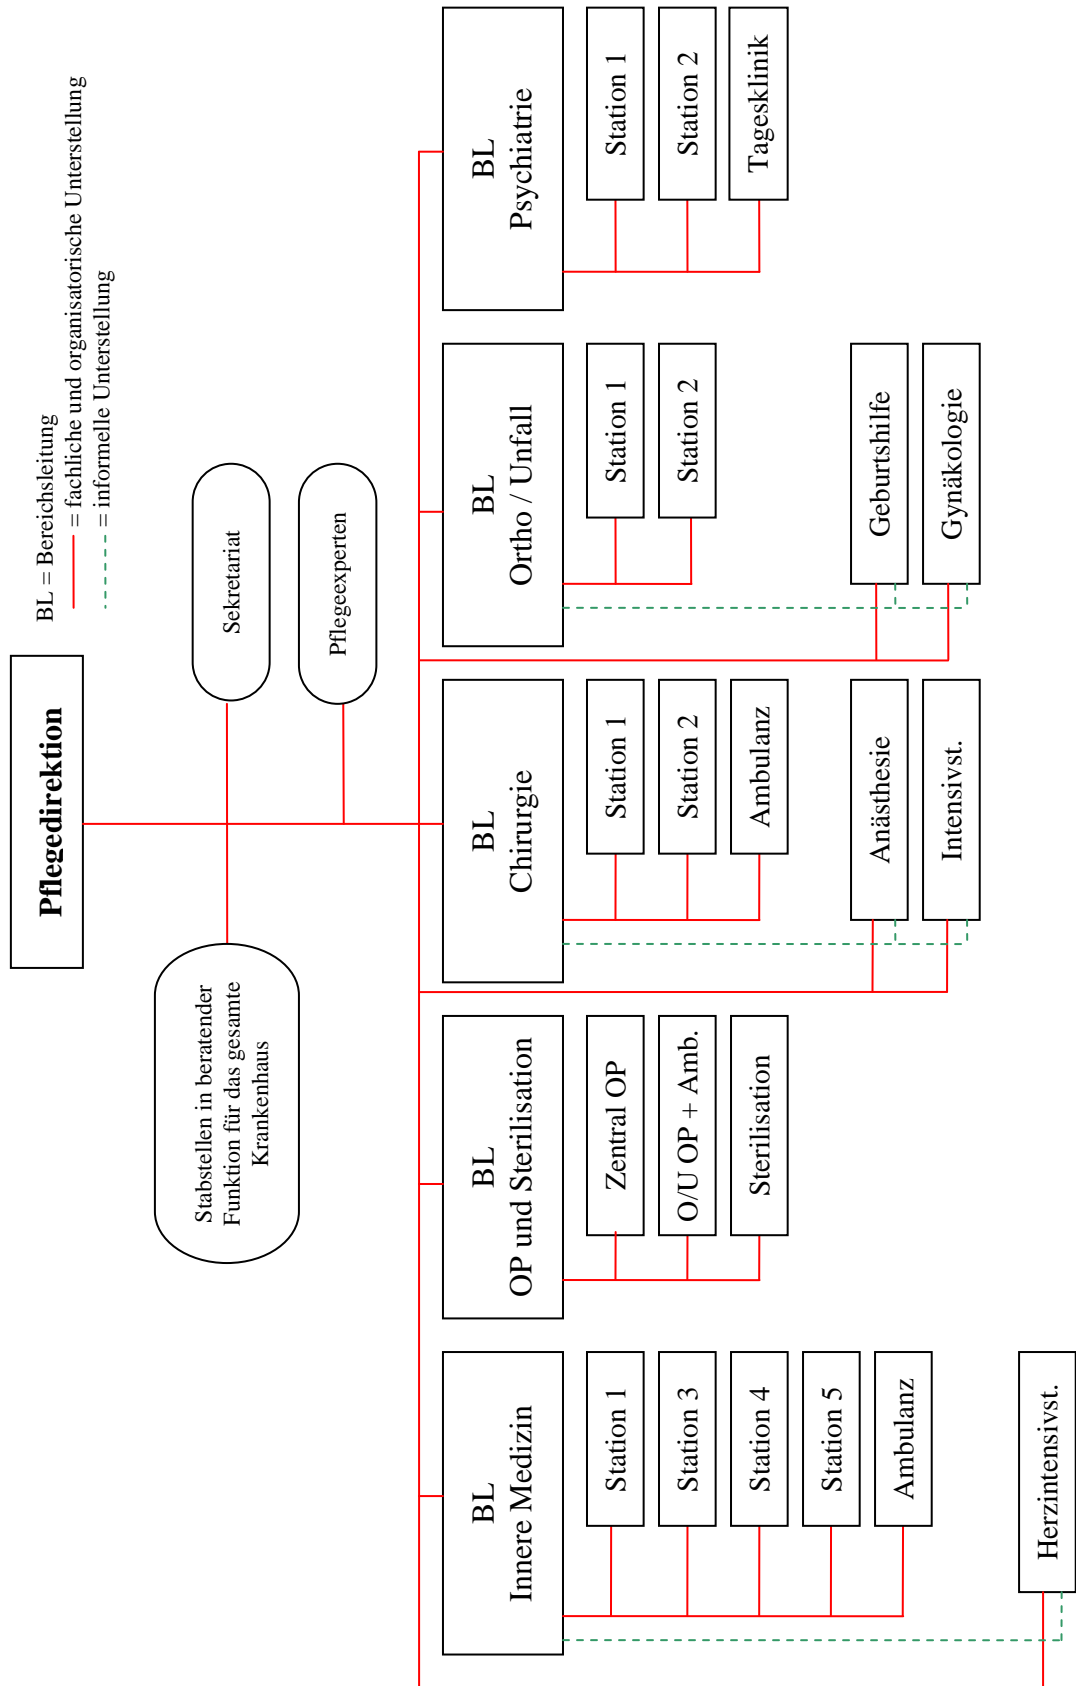 Pflegedirektion
BL = Bereichsleitung
= fachliche und organisatorische Unterstellung
= informelle Unterstellung
Stabstellen in beratender
Funktion für das gesamte
Krankenhaus
Sekretariat
Pflegeexperten
BL
Innere Medizin
Station 1
Station 3
Station 4
Station 5
Ambulanz
Herzintensivst.
BL
OP und Sterilisation
Zentral OP
O/U OP + Amb.
Sterilisation
BL
Chirurgie
Station 1
Station 2
Ambulanz
Anästhesie
Intensivst.
BL
Ortho / Unfall
Station 1
Station 2
Geburtshilfe
Gynäkologie
BL
Psychiatrie
Station 1
Station 2
Tagesklinik